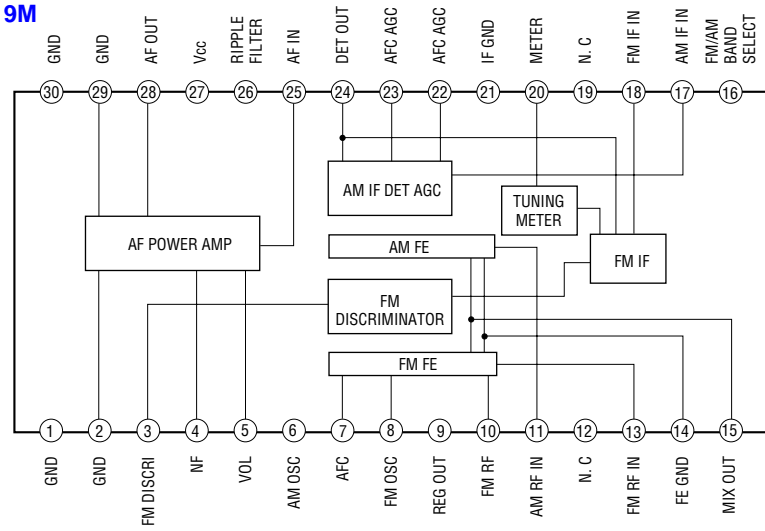 9M
GND
GND
AF OUT
Vcc
RIPPLE
FILTER
AF IN
DET OUT
AFC AGC
AFC AGC
IF GND
METER
N. C
FM IF IN
AM IF IN
FM/AM
BAND
SELECT
30 29 28 27 26 25 24 23 22 21 20 19 18 17 16
AM IF DET AGC
TUNING
METER
AF POWER AMP
AM FE
FM IF
FM
DISCRIMINATOR
FM FE
1 2 3 4 5 6 7 8 9 10 11 12 13 14 15
GND
GND
FM DISCRI
NF
VOL
AM OSC
AFC
FM OSC
REG OUT
FM RF
AM RF IN
N. C
FM RF IN
FE GND
MIX OUT